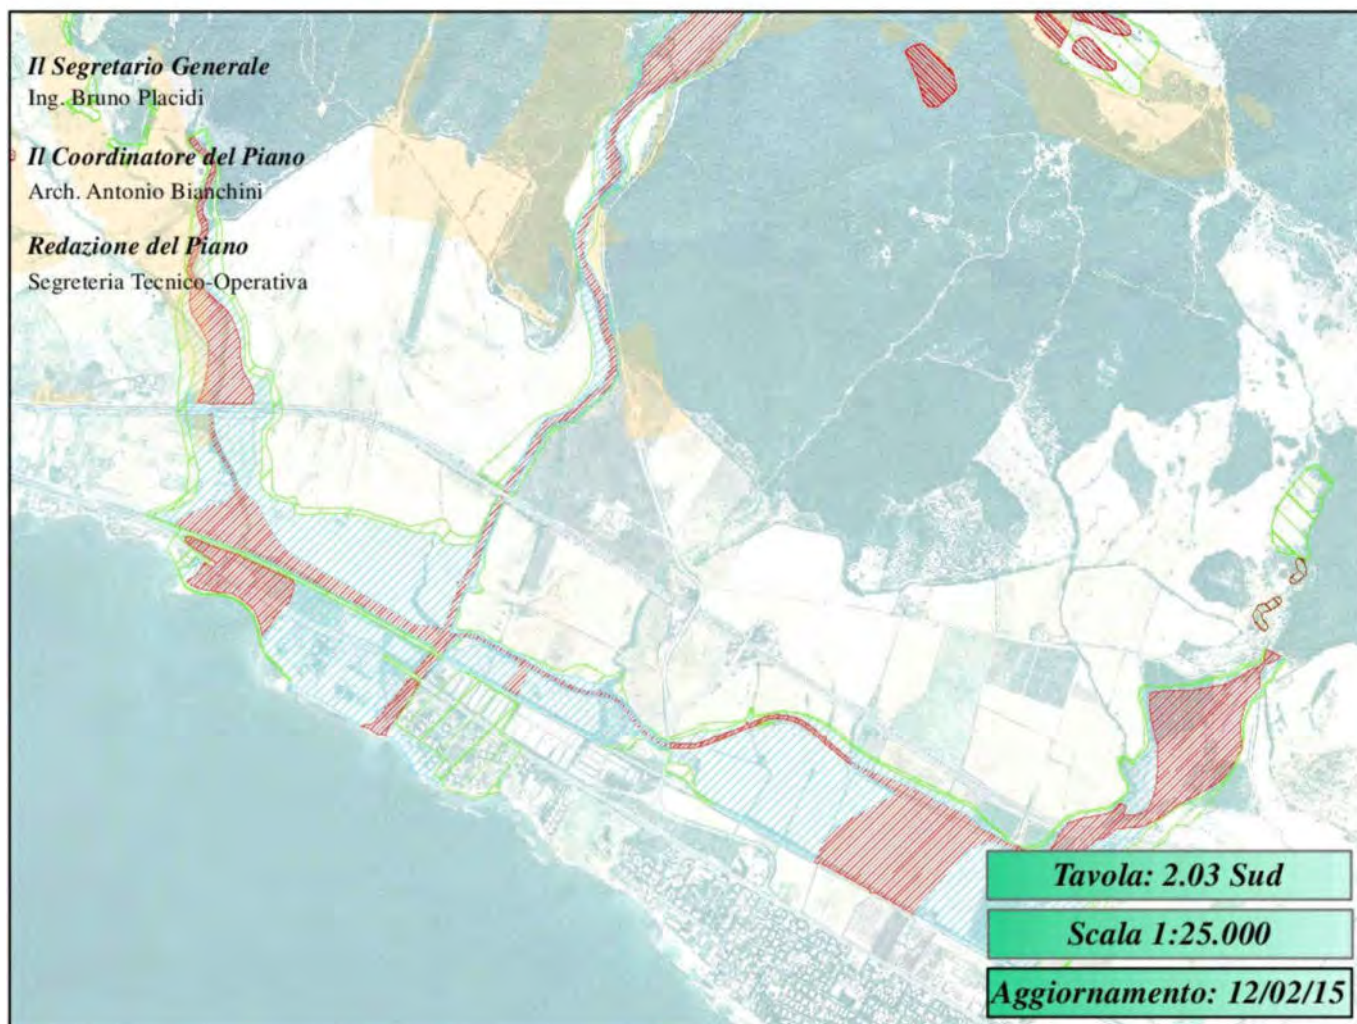 Il Segretario Generale
Ing. Bruno Placidi
Il Coordinatore del Piano
Arch. Antonio Bianchini
Redazione del Piano
Segreteria Tecnico-Operativa
Tavola: 2.03 Sud
Scala 1:25.000
Aggiornamento: 12/02/15